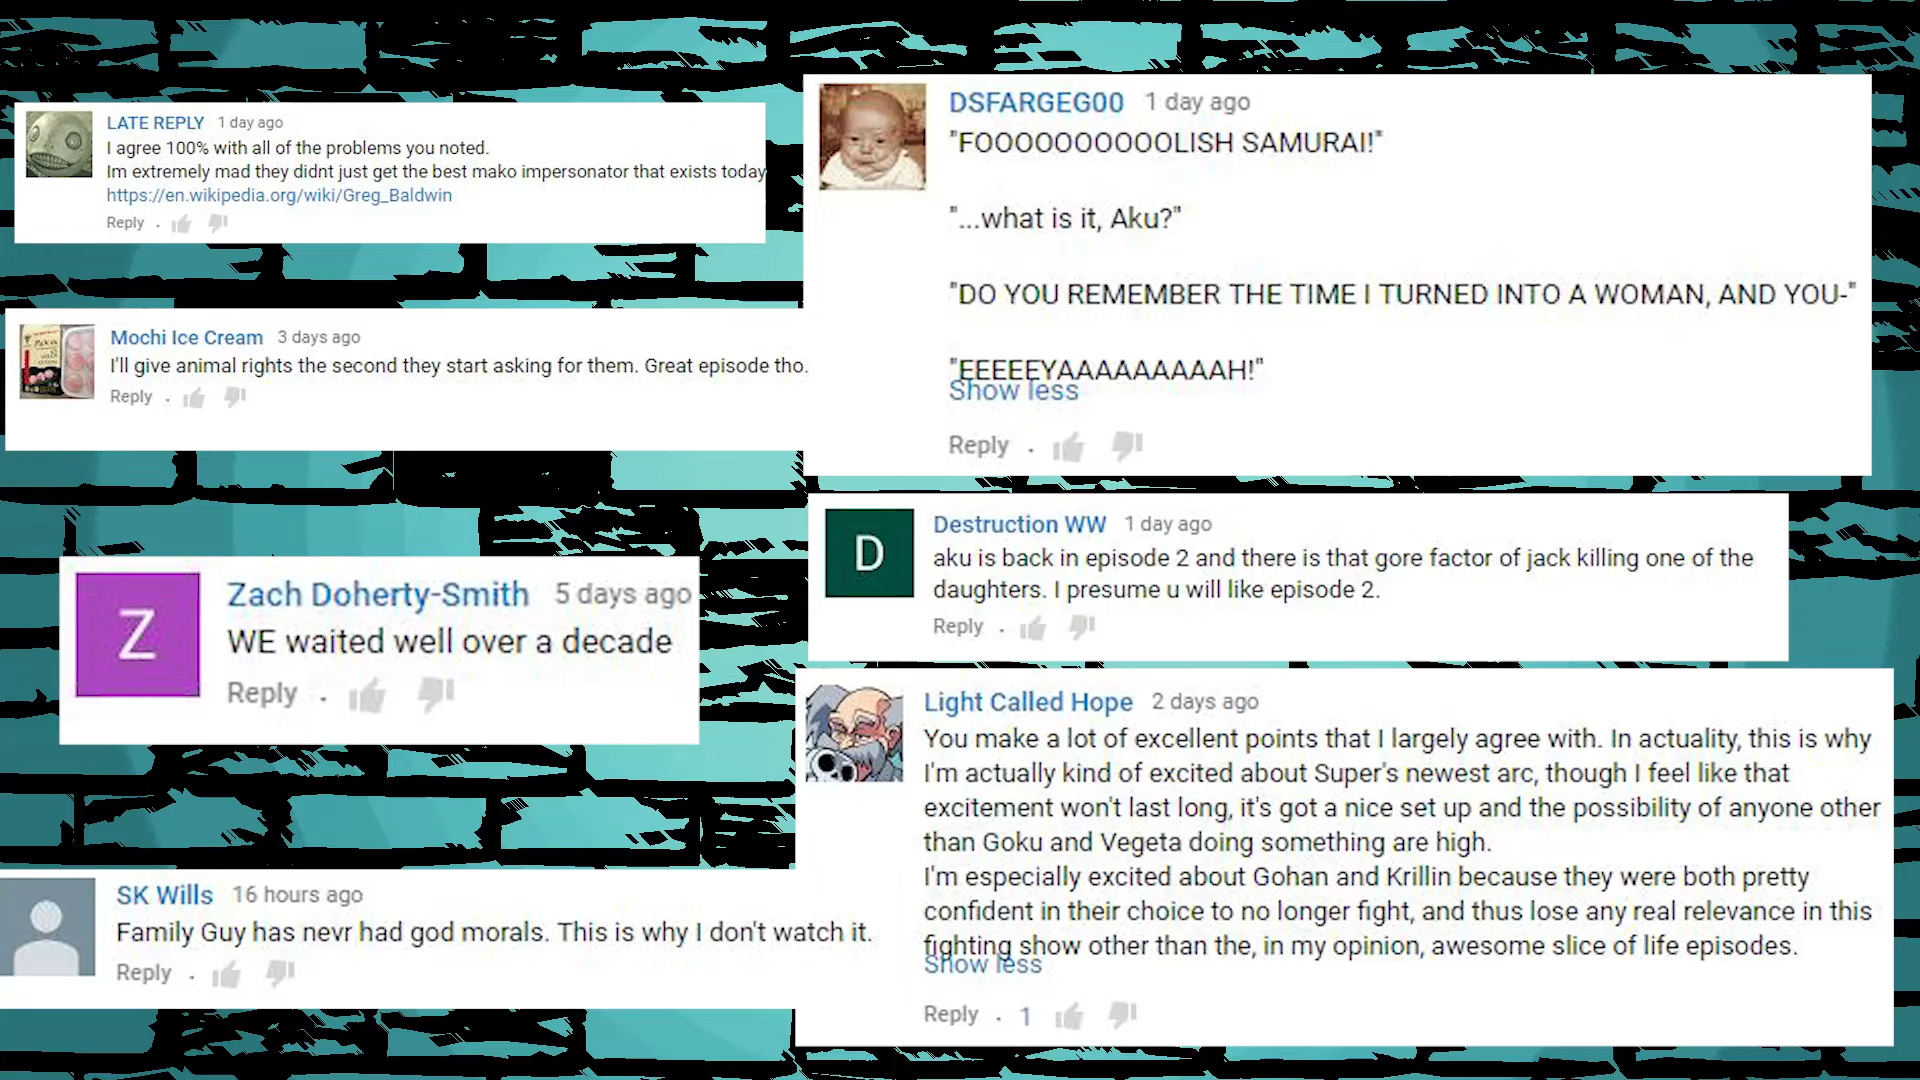 LATE REPLY 1 day ago
I agree 100% with all of the problems you noted.
Im extremely mad they didnt just get the best mako impersonator that exists today
https://en.wikipedia.org/wiki/Greg_Baldwin
Reply .
Mochi Ice Cream 3 days ago
I'll give animal rights the second they start asking for them. Great episode tho.
Reply .
Z
Zach Doherty-Smith 5 days ago
WE waited well over a decade
Reply .
SK Wills 16 hours ago
Family Guy has nevr had god morals. This is why I don't watch it.
Reply .
DSFARGEG00 1 day ago
"FOOOOOOOOOOLISH SAMURAI!"
"...what is it, Aku?"
"DO YOU REMEMBER THE TIME I TURNED INTO A WOMAN, AND YOU-"
"EEEEEYAAAAAAAAAH!"
Show less
Reply .
D
Destruction WW 1 day ago
aku is back in episode 2 and there is that gore factor of jack killing one of the
daughters. I presume u will like episode 2.
Reply .
Light Called Hope 2 days ago
You make a lot of excellent points that I largely agree with. In actuality, this is why
I'm actually kind of excited about Super's newest arc, though I feel like that
excitement won't last long, it's got a nice set up and the possibility of anyone other
than Goku and Vegeta doing something are high.
I'm especially excited about Gohan and Krillin because they were both pretty
confident in their choice to no longer fight, and thus lose any real relevance in this
fighting show other than the, in my opinion, awesome slice of life episodes.
Show less
Reply . 1